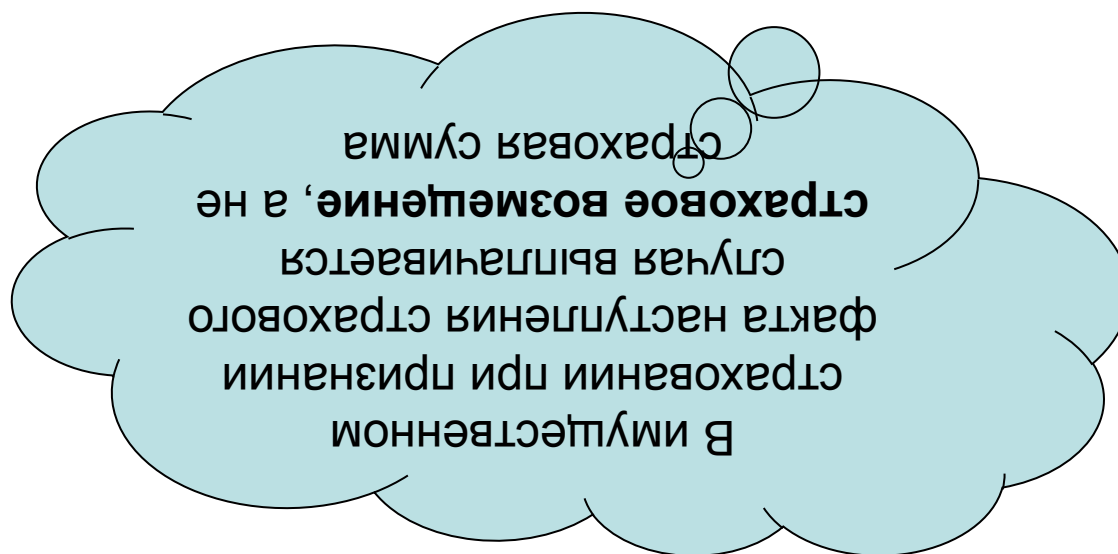 В имущественном
страховании при признании
факта наступления страхового
случая выплачивается
страховое возмещение, а не
страховая сумма